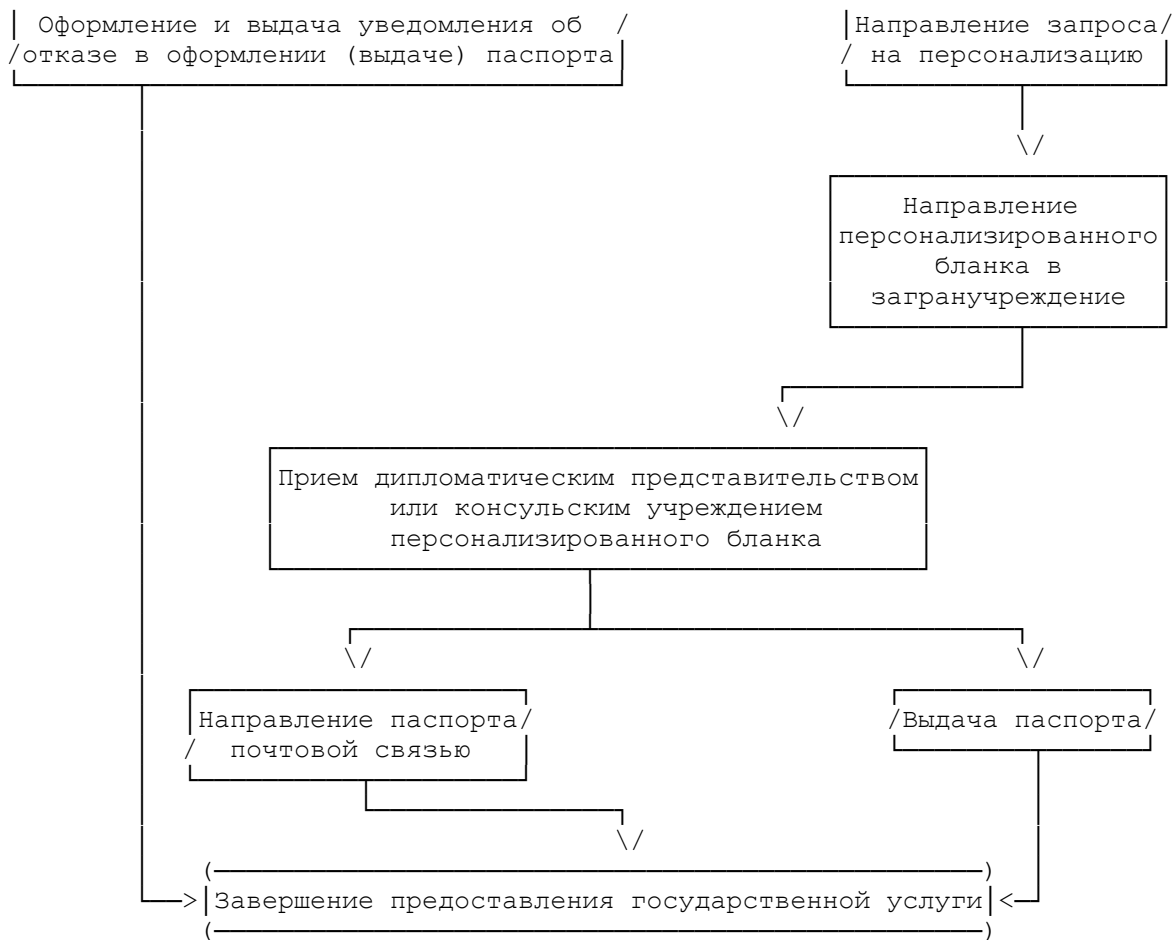 Оформление и выдача уведомления об
отказе в оформлении (выдаче) паспорта
Направление запроса
на персонализацию
Направление
персонализированного
бланка в
загранучреждение
Прием дипломатическим представительством
или консульским учреждением
персонализированного бланка
Направление паспорта
почтовой связью
Выдача паспорта
Завершение предоставления государственной услуги